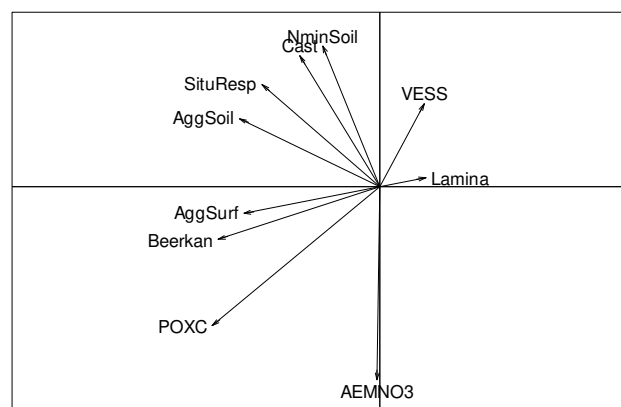 NminSoil
Cast
SituResp
VESS
AggSoil
Lamina
AggSurf
Beerkan
POXC
AEMNO3